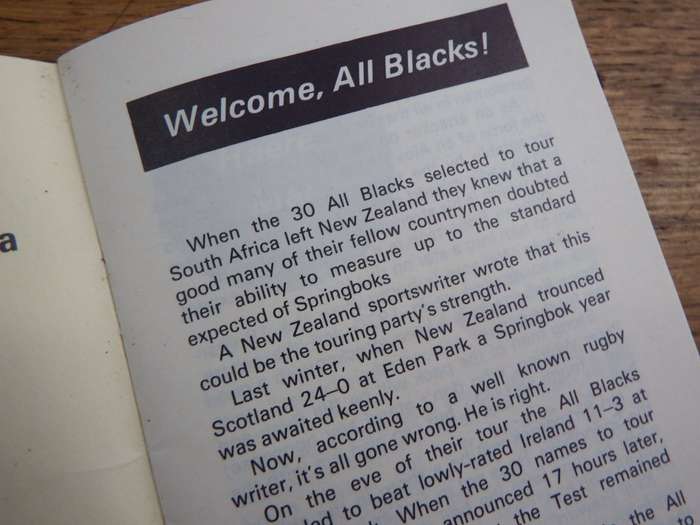 a
Welcome, All Blacks!
When the 30 All Blacks selected to tour
South Africa left New Zealand they knew that a
good many of their fellow countrymen doubted
their ability to measure up to the standard
expected of Springboks
A New Zealand sportswriter wrote that this
could be the touring party's strength.
Last winter, when New Zealand trounced
Scotland 24–0 at Eden Park a Springbok year
was awaited keenly.
Now, according to a well known rugby
writer, it's all gone wrong. He is right.
On the eve of their tour the All Blacks
to beat lowly-rated Ireland 11–3 at
When the 30 names to tour
announced 17 hours later,
the Test remained
the All